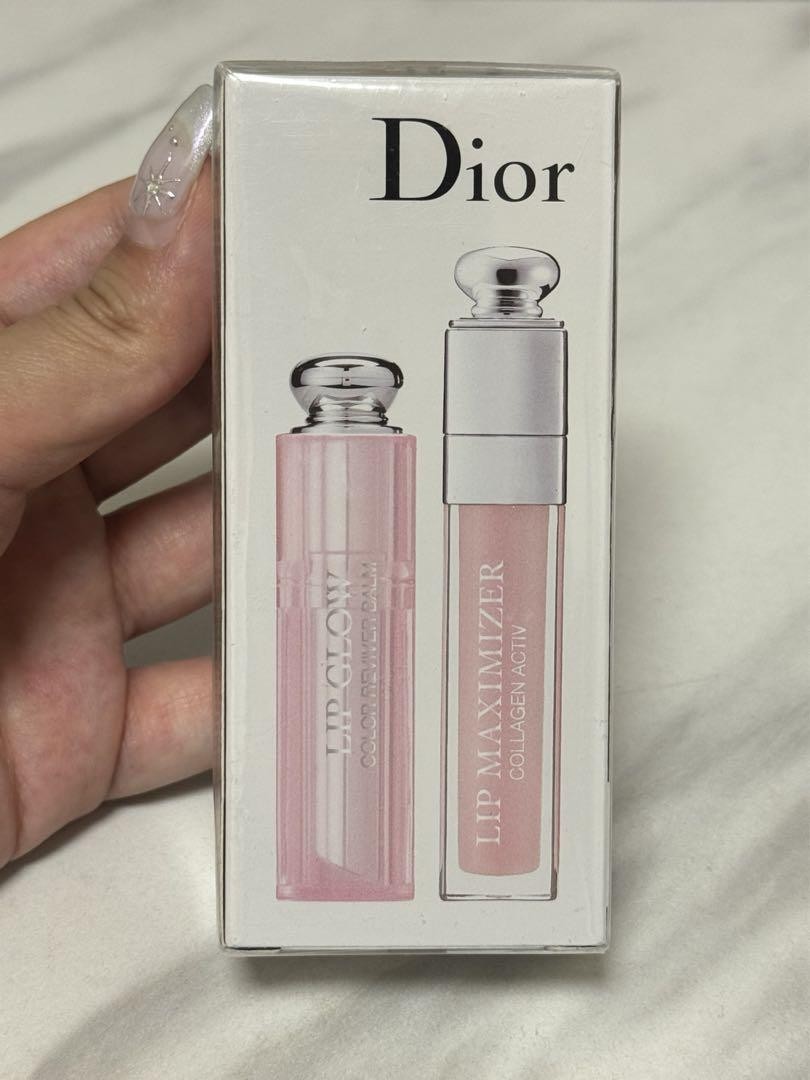 Dior
LIP GLOW
COLOR REVIVER BALM
LIP MAXIMIZER
COLLAGEN ACTIV